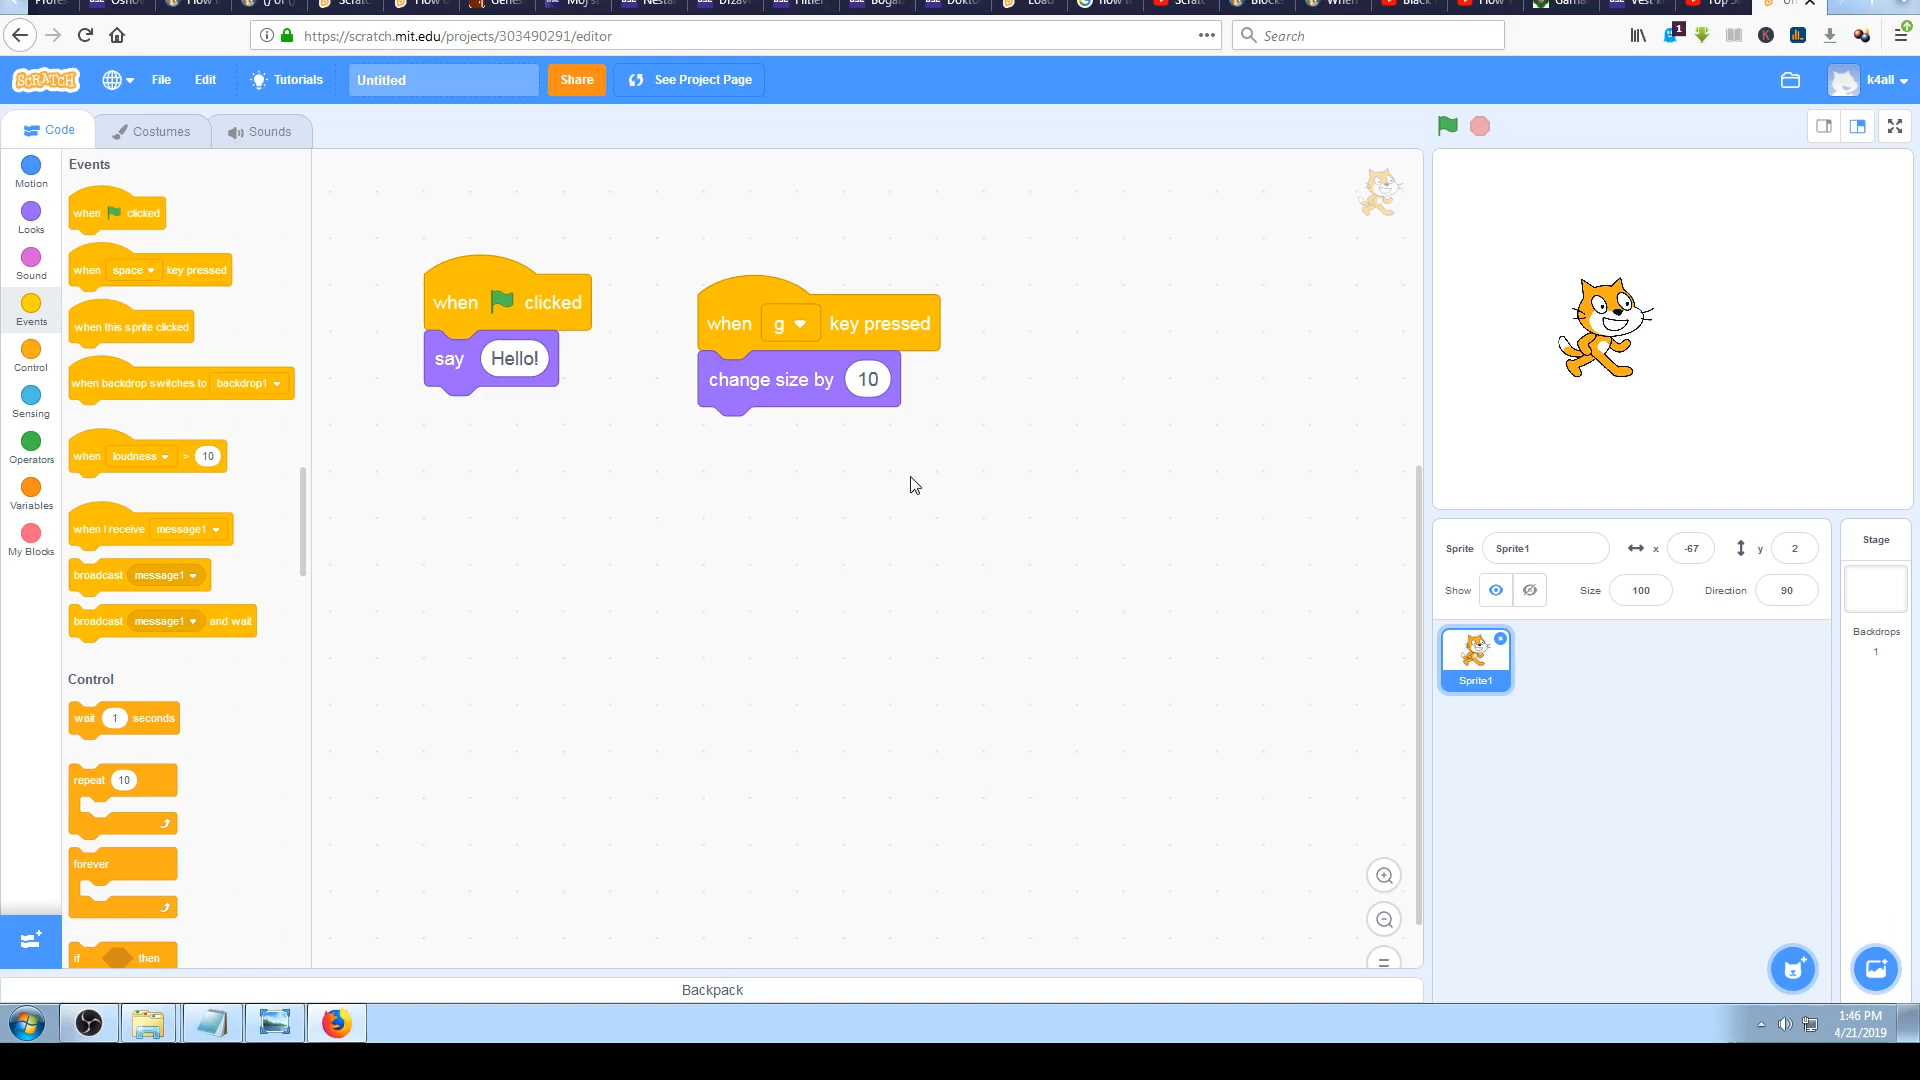 https://scratch.mit.edu/projects/303490291/editor
Search
1
SCRATCH
File
Edit
Tutorials
Untitled
Share
See Project Page
k4all
Code
Costumes
Sounds
Motion
Looks
Sound
Events
Control
Sensing
Operators
Variables
My Blocks
Events
when clicked
when space key pressed
when this sprite clicked
when backdrop switches to backdrop1
when loudness > 10
when I receive message1
broadcast message1
broadcast message1 and wait
Control
wait 1 seconds
repeat 10
forever
if then
when clicked
say Hello!
when g key pressed
change size by 10
Sprite Sprite1 x -67 y 2
Show Size 100 Direction 90
Sprite1
Stage
Backdrops
1
Backpack
1:46 PM
4/21/2019